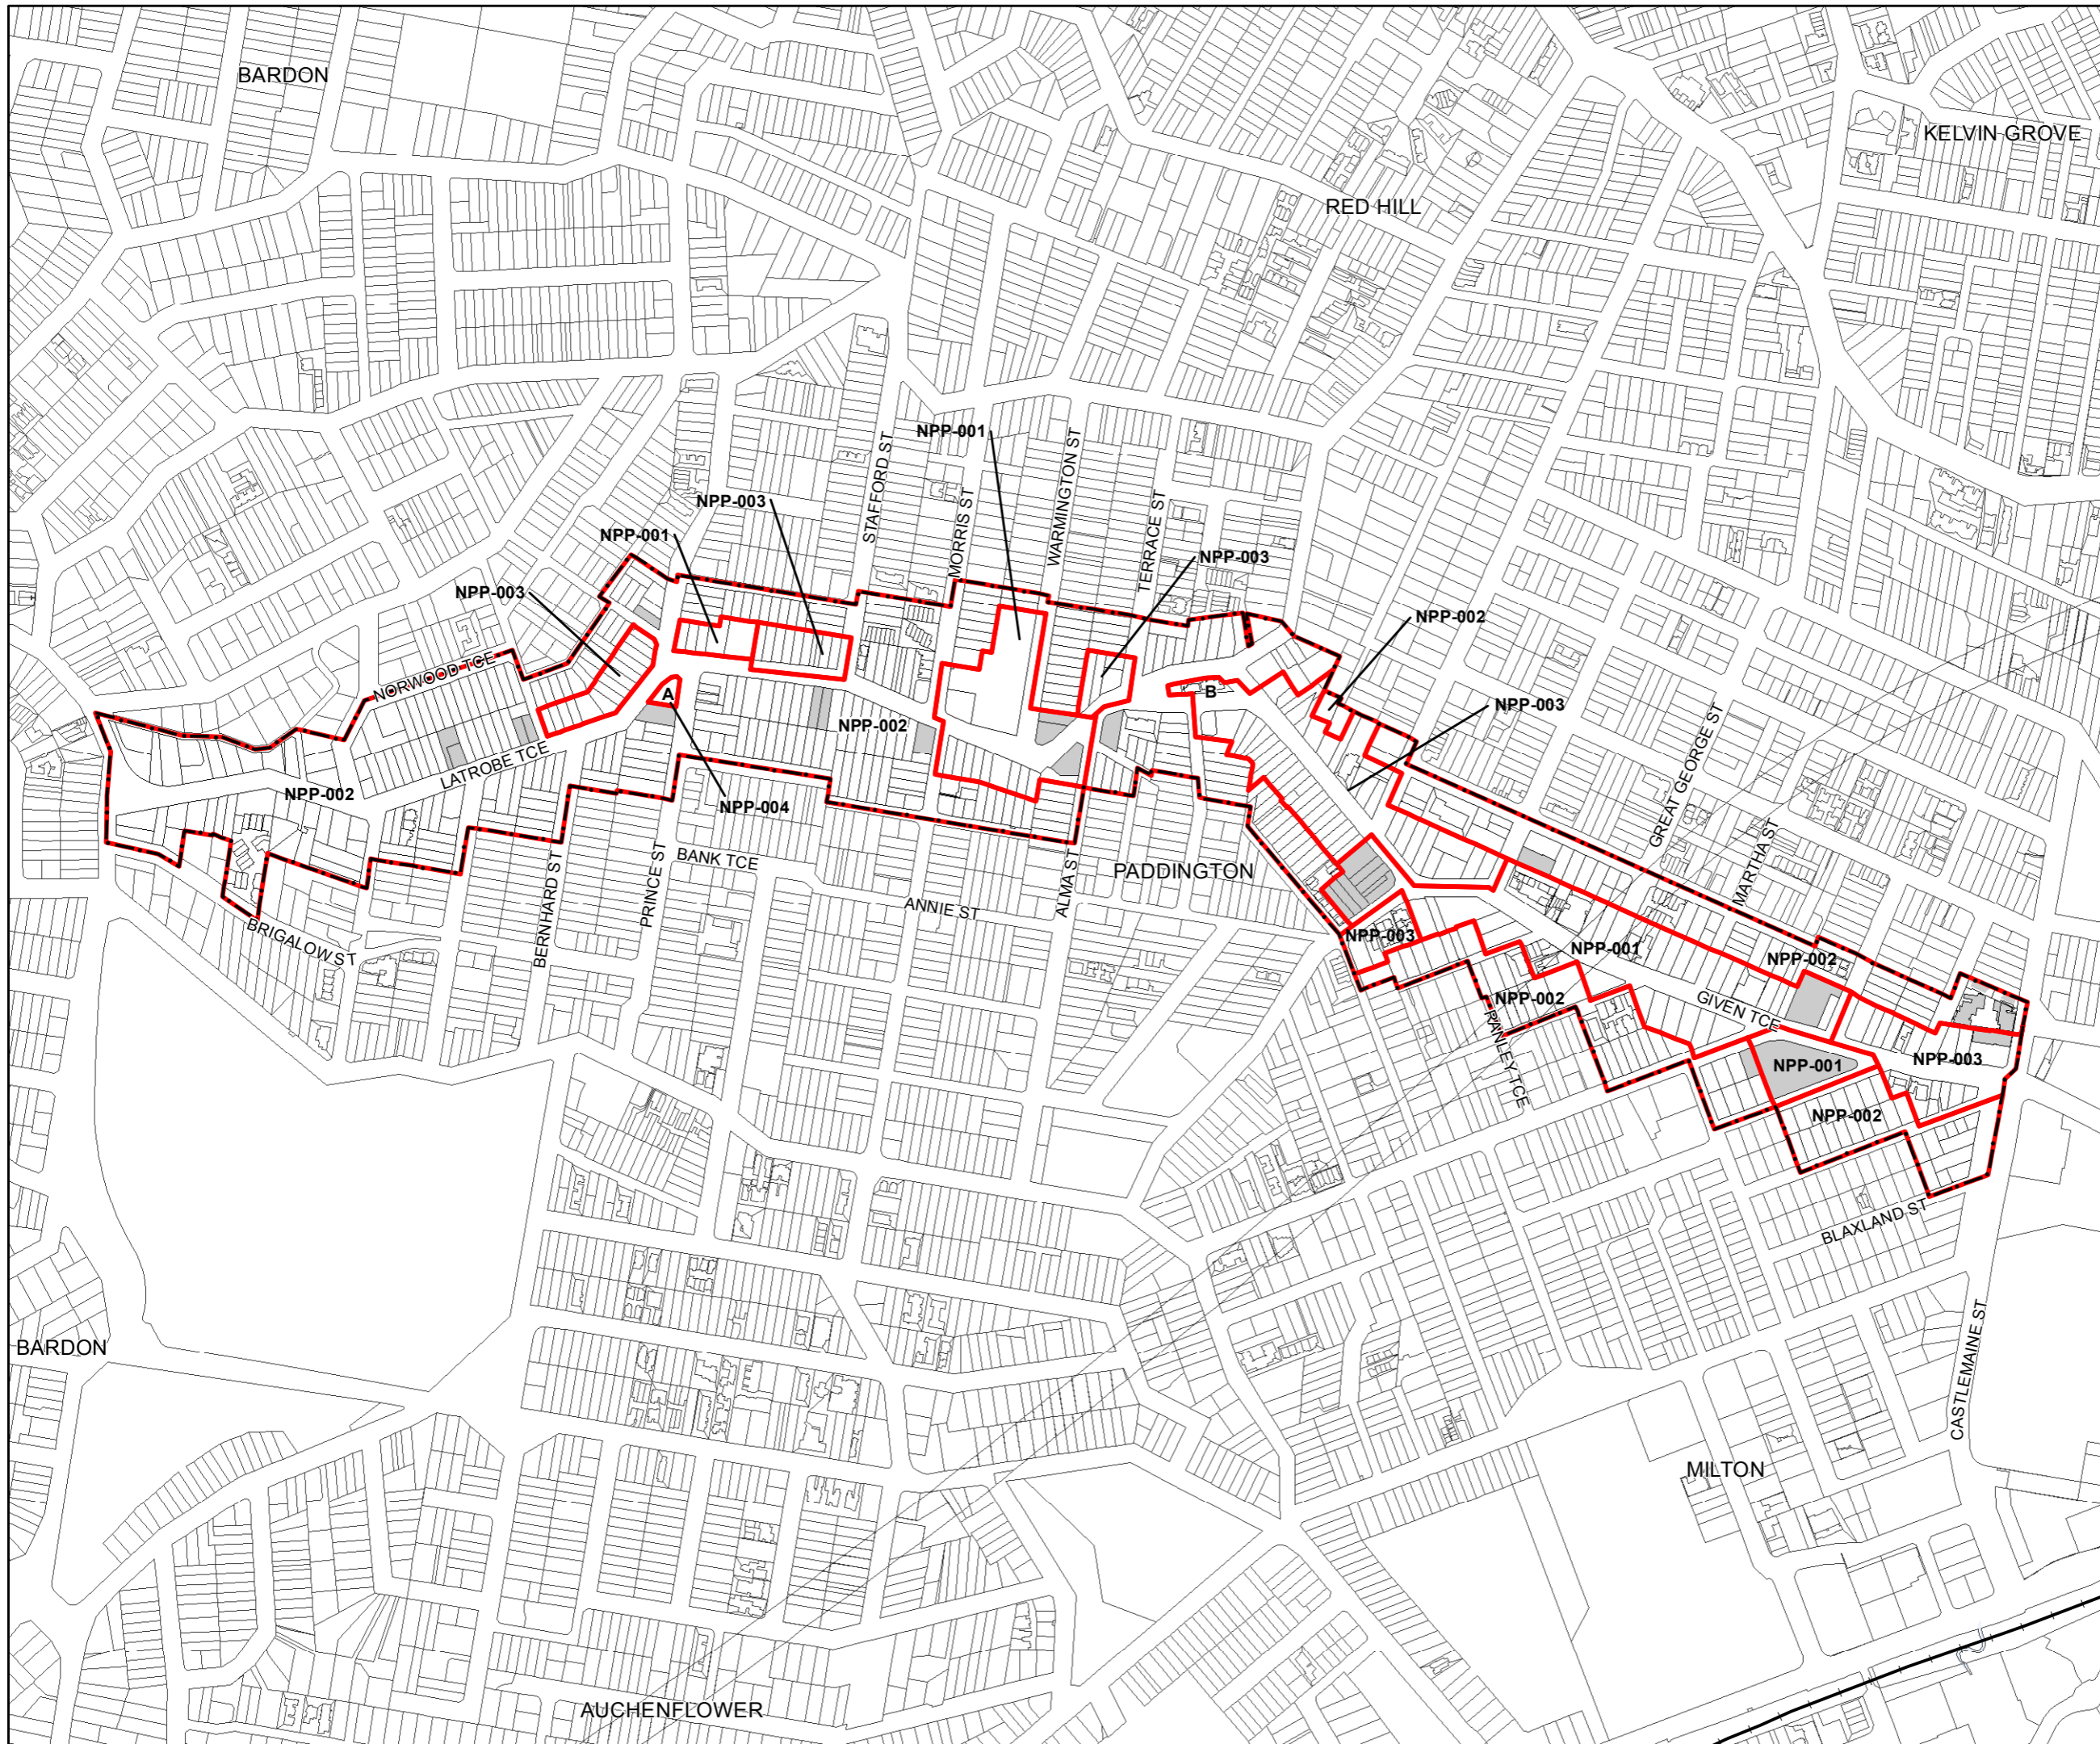 BARDON
KELVIN GROVE
RED HILL
NPP-001
STAFFORD ST
WARMINGTON ST
NPP-003
MORRIS ST
TERRACE ST
NPP-001
NPP-003
NPP-003
NPP-002
NORWOOD TCE
A
B
NPP-003
NPP-002
GREAT GEORGE ST
LATROBE TCE
NPP-002
NPP-004
MARTHA ST
BANK TCE
PADDINGTON
PRINCE ST
ALMA ST
BERNHARD ST
ANNIE ST
BRIGALOW ST
NPP-003
NPP-001
NPP-002
NPP-002
GIVEN TCE
RANLEY TCE
NPP-001
NPP-003
NPP-002
BLAXLAND ST
BARDON
CASTLEMAINE ST
MILTON
AUCHENFLOWER